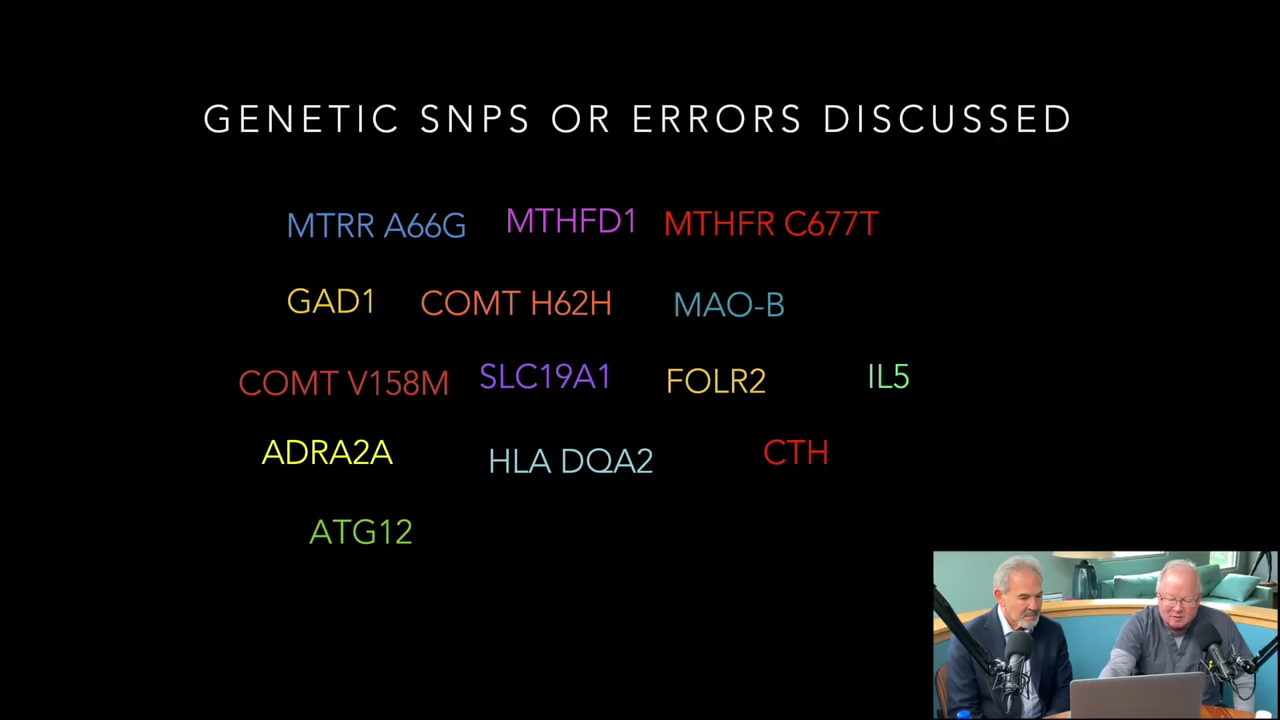 GENETIC SNPS OR ERRORS DISCUSSED
MTRR A66G MTHFD1 MTHFR C677T
GAD1 COMT H62H MAO-B
COMT V158M SLC19A1 FOLR2 IL5
ADRA2A HLA DQA2 CTH
ATG12